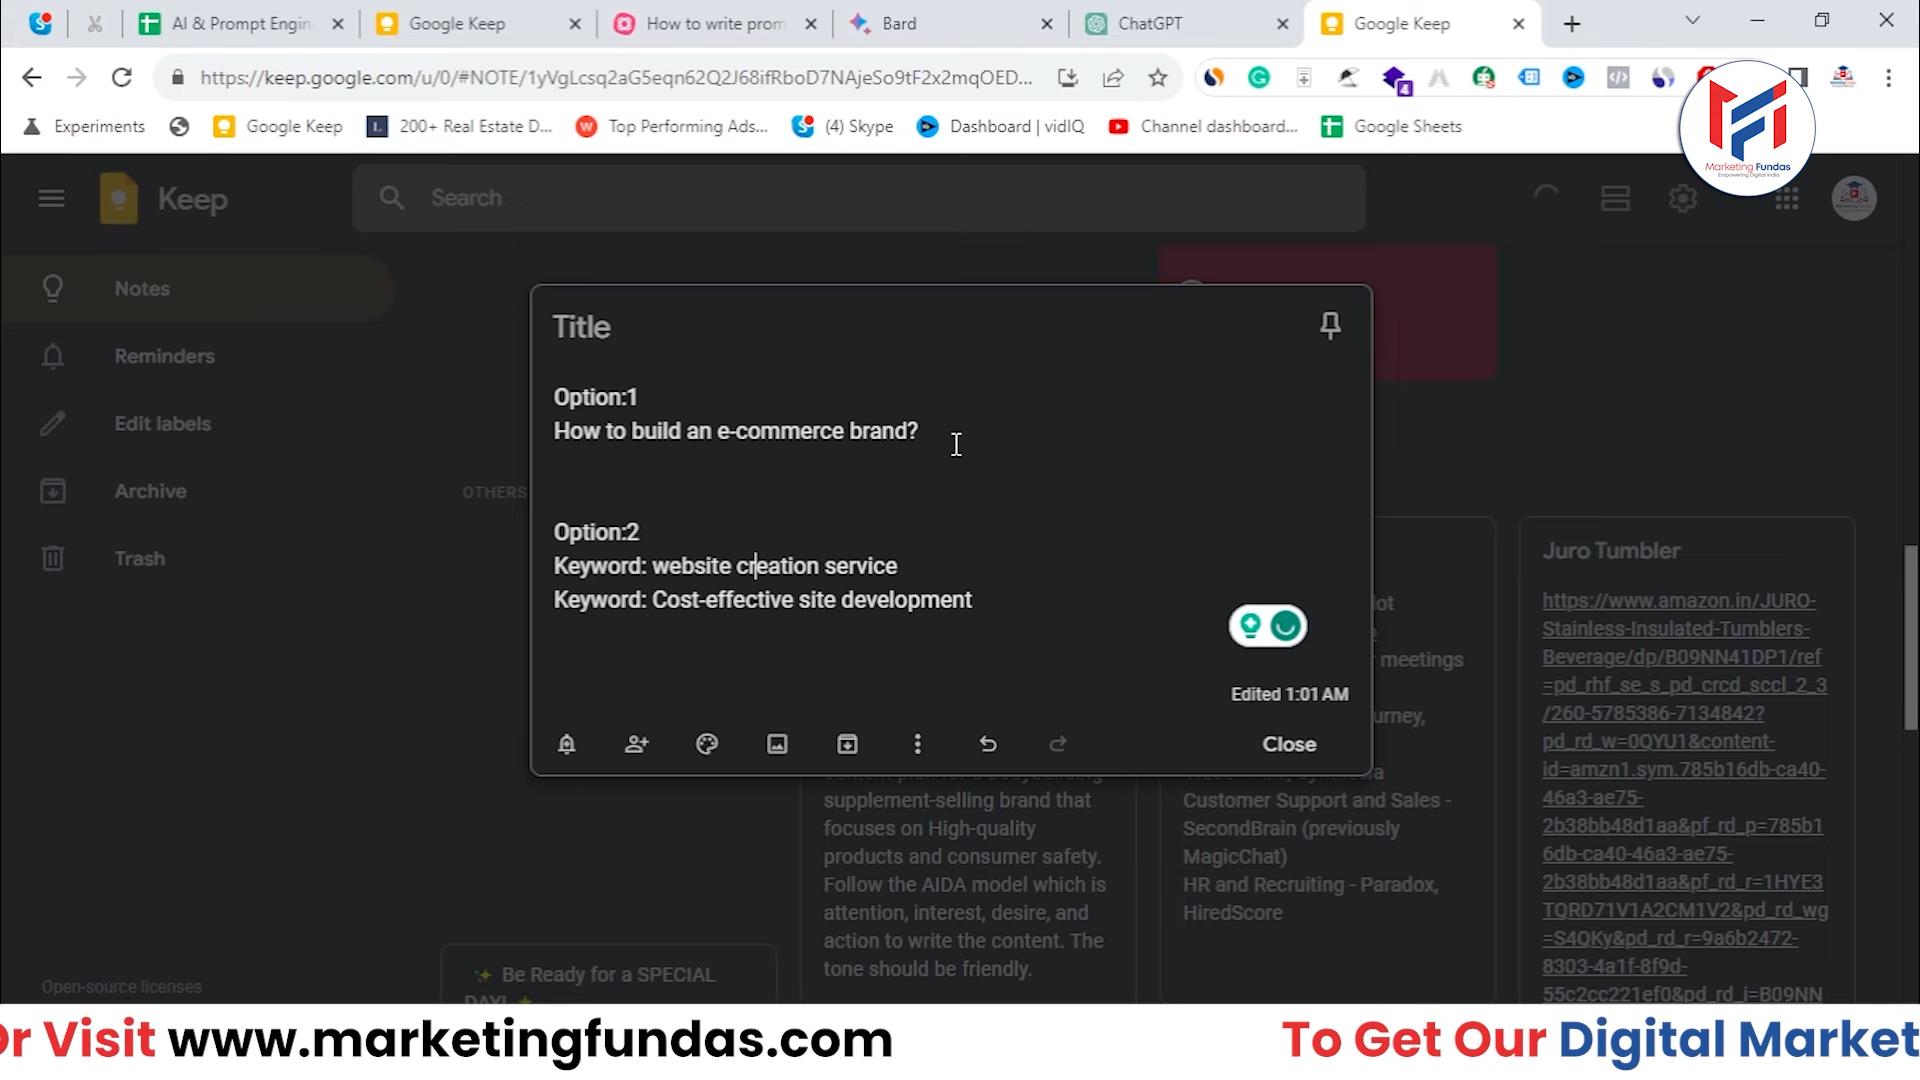 AI & Prompt Engin
Google Keep
How to write prom
Bard
ChatGPT
Google Keep
https://keep.google.com/u/0/#NOTE/1yVgLcsq2aG5eqn62Q2J68ifRboD7NAjeSo9tF2x2mqOED...
Experiments
Google Keep
200+ Real Estate D...
Top Performing Ads...
(4) Skype
Dashboard | vidIQ
Channel dashboard...
Google Sheets
Marketing Fundas
Empowering Digital India
Keep
Search
Notes
Reminders
Edit labels
Archive
Trash
OTHERS
Title
Option:1
How to build an e-commerce brand?
Option:2
Keyword: website creation service
Keyword: Cost-effective site development
Edited 1:01 AM
Close
supplement-selling brand that
focuses on High-quality
products and consumer safety.
Follow the AIDA model which is
attention, interest, desire, and
action to write the content. The
tone should be friendly.
meetings
Customer Support and Sales -
SecondBrain (previously
MagicChat)
HR and Recruiting - Paradox,
HiredScore
Juro Tumbler
https://www.amazon.in/JURO-
Stainless-Insulated-Tumblers-
Beverage/dp/B09NN41DP1/ref
=pd_rhf_se_s_pd_crcd_sccl_2_3
/260-5785386-7134842?
pd_rd_w=0QYU1&content-
id=amzn1.sym.785b16db-ca40-
46a3-ae75-
2b38bb48d1aa&pf_rd_p=785b1
6db-ca40-46a3-ae75-
2b38bb48d1aa&pf_rd_r=1HYE3
TQRD71V1A2CM1V2&pd_rd_wg
=S4QKy&pd_rd_r=9a6b2472-
8303-4a1f-8f9d-
55c2cc221ef0&pd_rd_i=B09NN
Be Ready for a SPECIAL
DAY!
Open-source licenses
Or Visit www.marketingfundas.com
To Get Our Digital Market